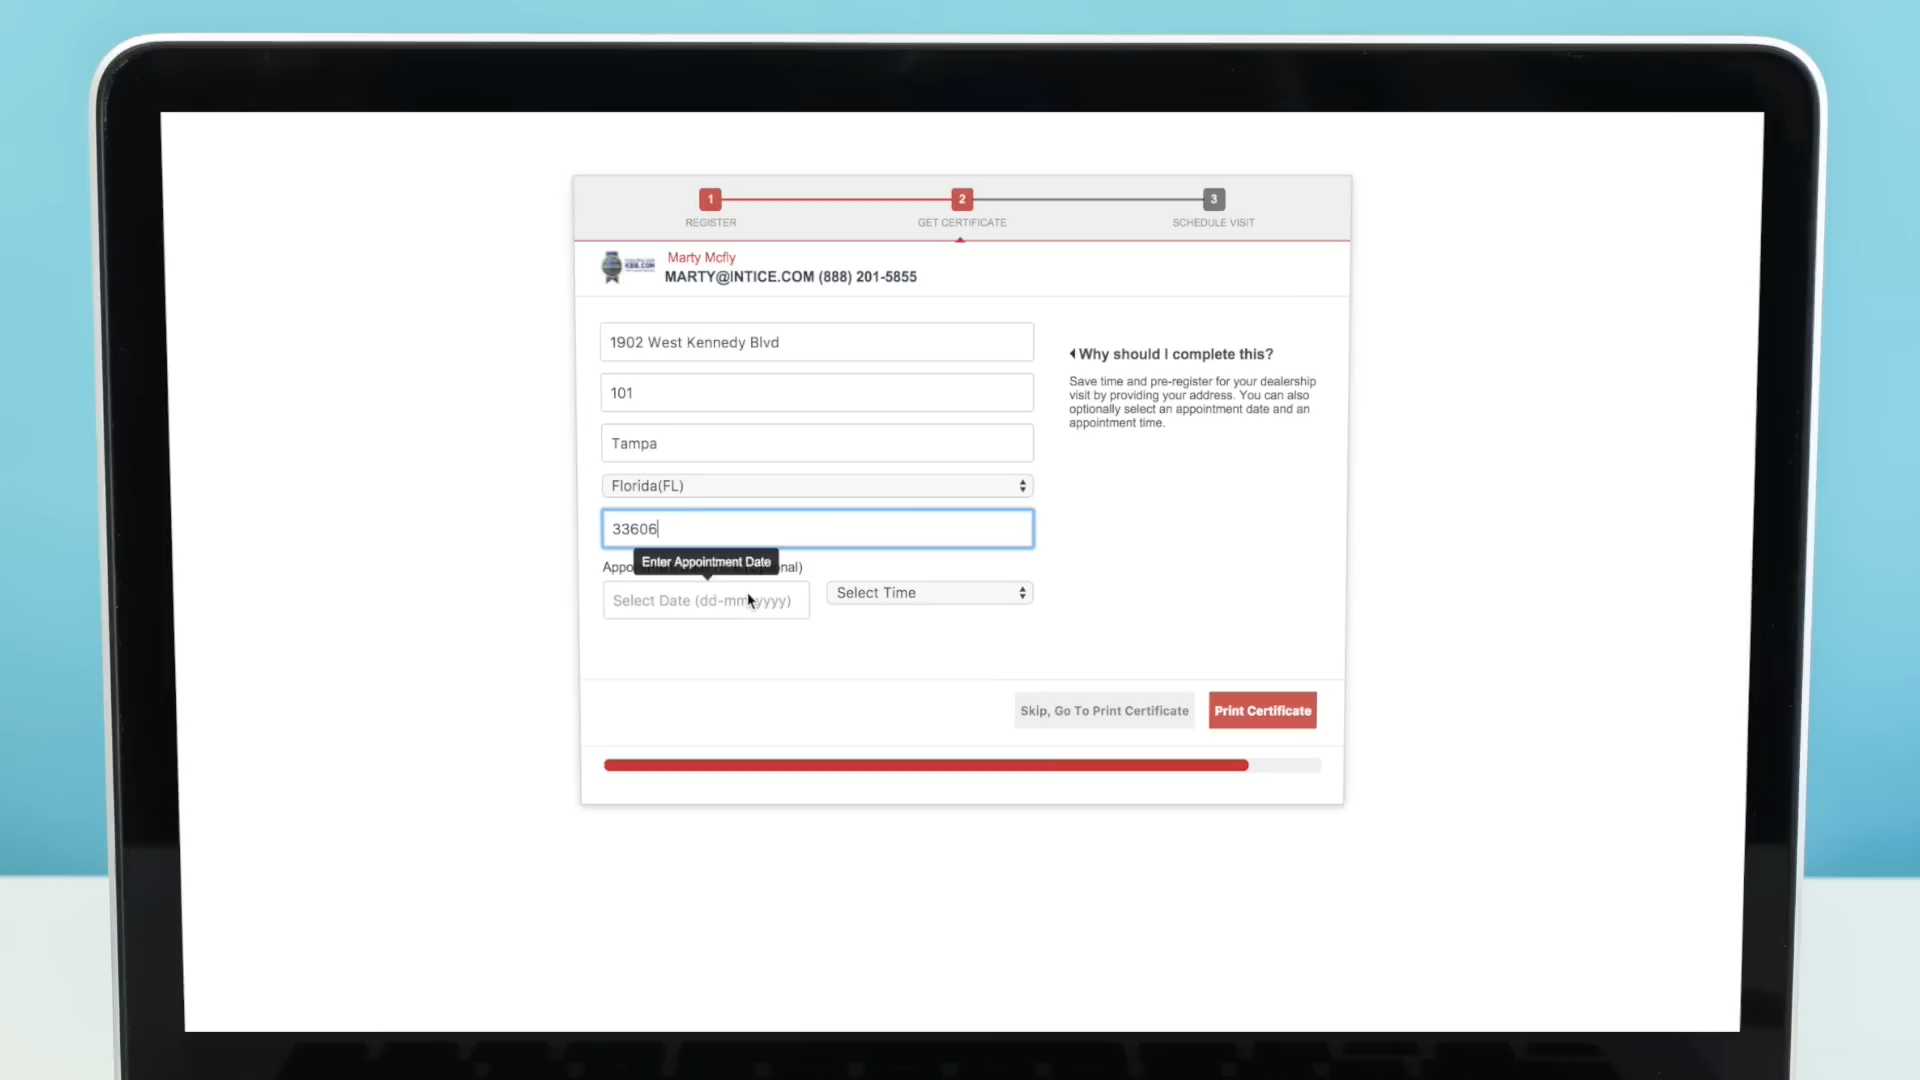 1
2
3
REGISTER
GET CERTIFICATE
SCHEDULE VISIT
KBB.COM
Marty Mcfly
MARTY@INTICE.COM (888) 201-5855
1902 West Kennedy Blvd
101
Tampa
Florida(FL)
33606
Enter Appointment Date
Select Date (dd-mm-yyyy)
Select Time
Why should I complete this?
Save time and pre-register for your dealership
visit by providing your address. You can also
optionally select an appointment date and an
appointment time.
Skip, Go To Print Certificate
Print Certificate